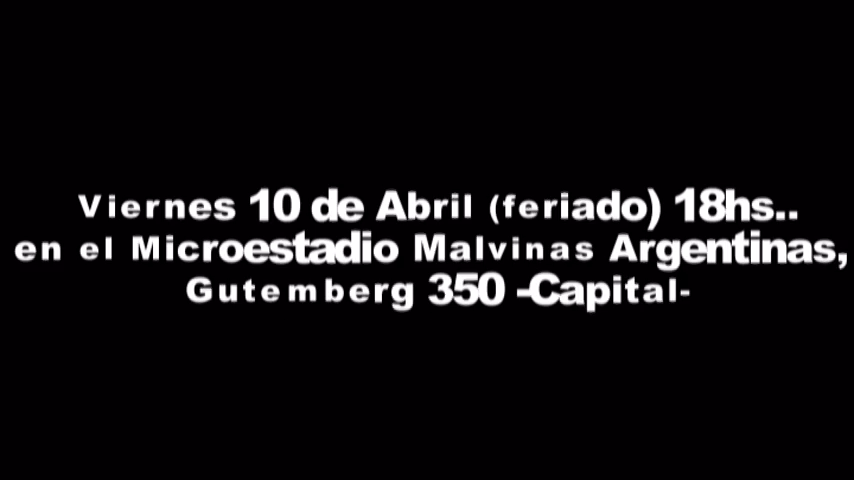 Viernes 10 de Abril (feriado) 18hs..
en el Microestadio Malvinas Argentinas,
Gutemberg 350 -Capital-